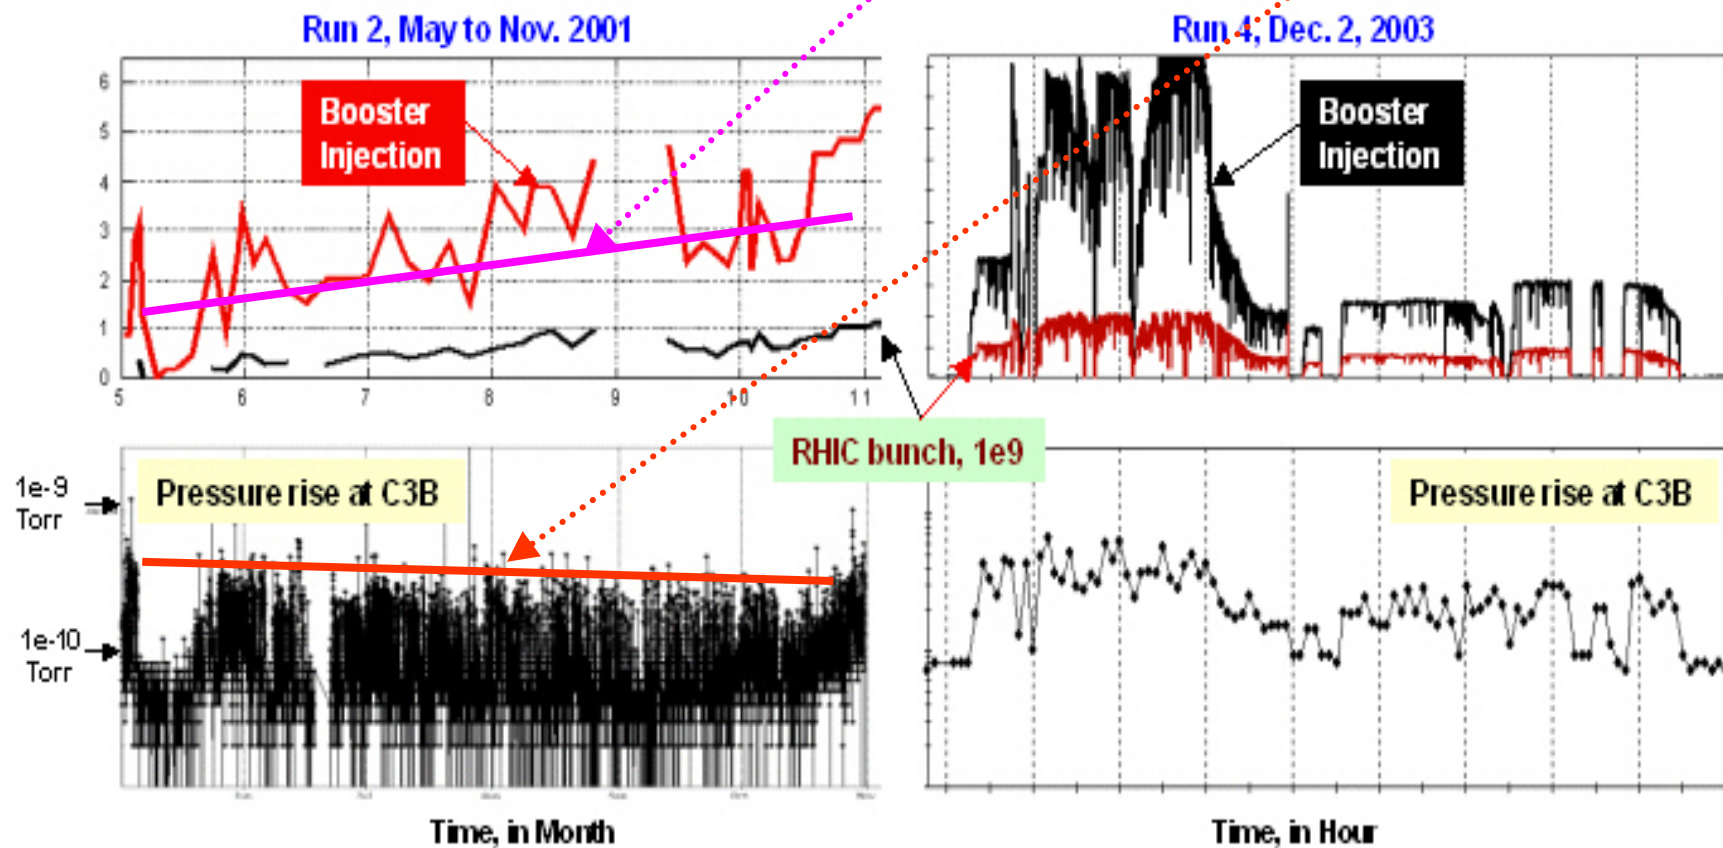 Run 2, May to Nov. 2001
Run 4, Dec. 2, 2003
6
5
4
3
2
1
0
5
6
7
8
9
10
11
Booster
Injection
Booster
Injection
RHIC bunch, 1e9
1e-9
Torr
1e-10
Torr
Pressure rise at C3B
Pressure rise at C3B
Time, in Month
Time, in Hour